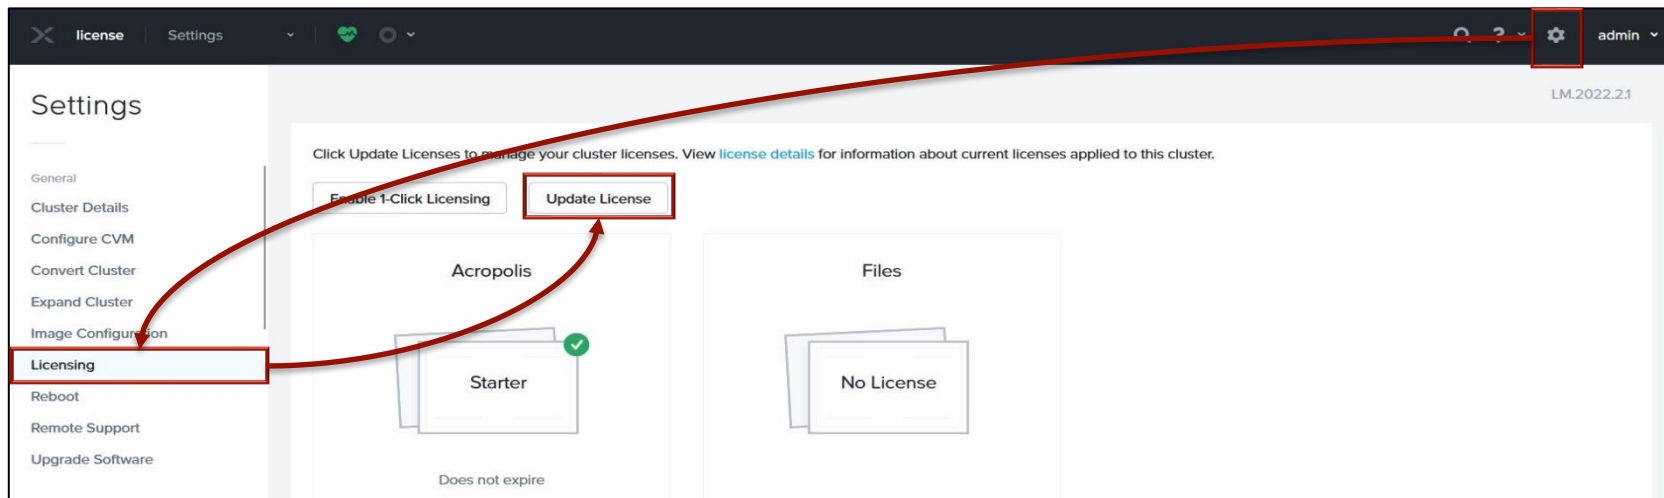 license Settings ? admin
Settings
LM.2022.2.1
Click Update Licenses to manage your cluster licenses. View license details for information about current licenses applied to this cluster.
General
Enable 1-Click Licensing Update License
Cluster Details
Configure CVM
Convert Cluster
Expand Cluster
Image Configuration
Licensing
Reboot
Remote Support
Upgrade Software
Acropolis
Starter
Does not expire
Files
No License